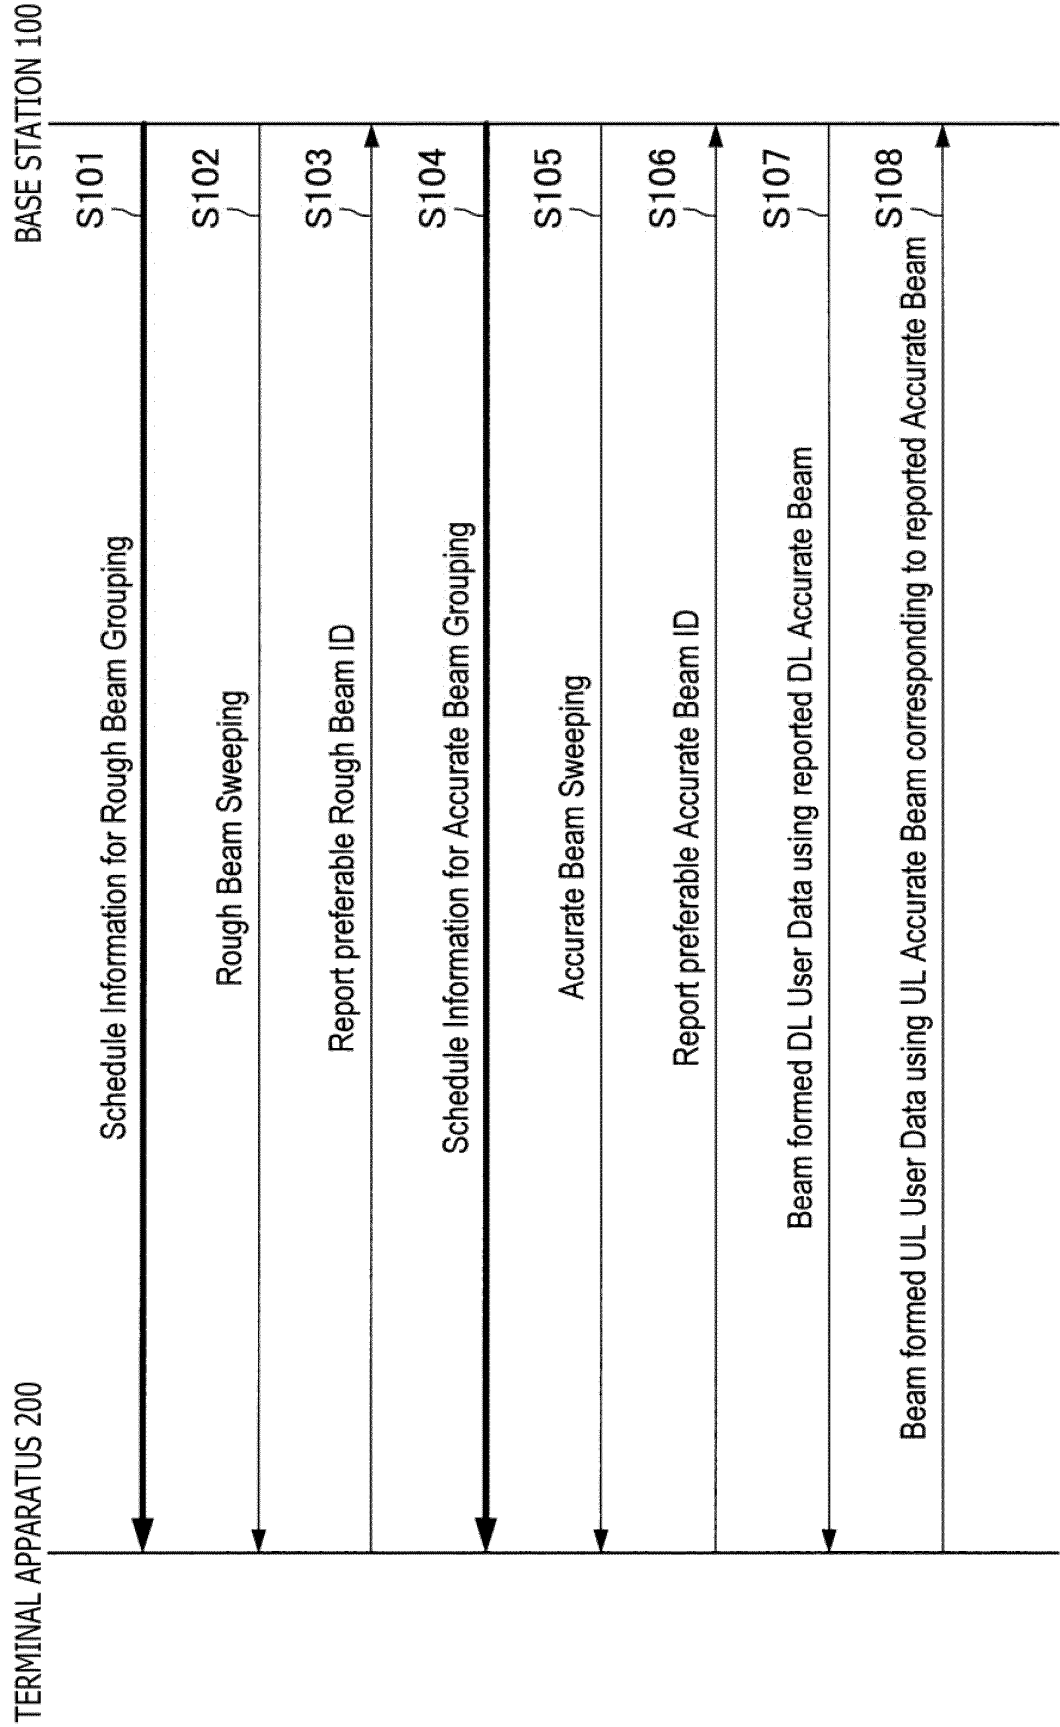 TERMINAL APPARATUS 200
BASE STATION 100
Schedule Information for Rough Beam Grouping
S101
Rough Beam Sweeping
S102
Report preferable Rough Beam ID
S103
Schedule Information for Accurate Beam Grouping
S104
Accurate Beam Sweeping
S105
Report preferable Accurate Beam ID
S106
Beam formed DL User Data using reported DL Accurate Beam
S107
Beam formed UL User Data using UL Accurate Beam corresponding to reported Accurate Beam
S108